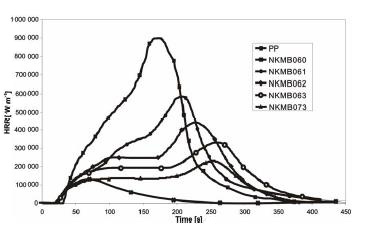 1000 000
900 000
800 000
700 000
600 000
500 000
400 000
300 000
200 000
100 000
0
HRR[ W m⁻²]
0 50 100 150 200 250 300 350 400 450
Time [s]
PP
NKMB060
NKMB061
NKMB062
NKMB063
NKMB073